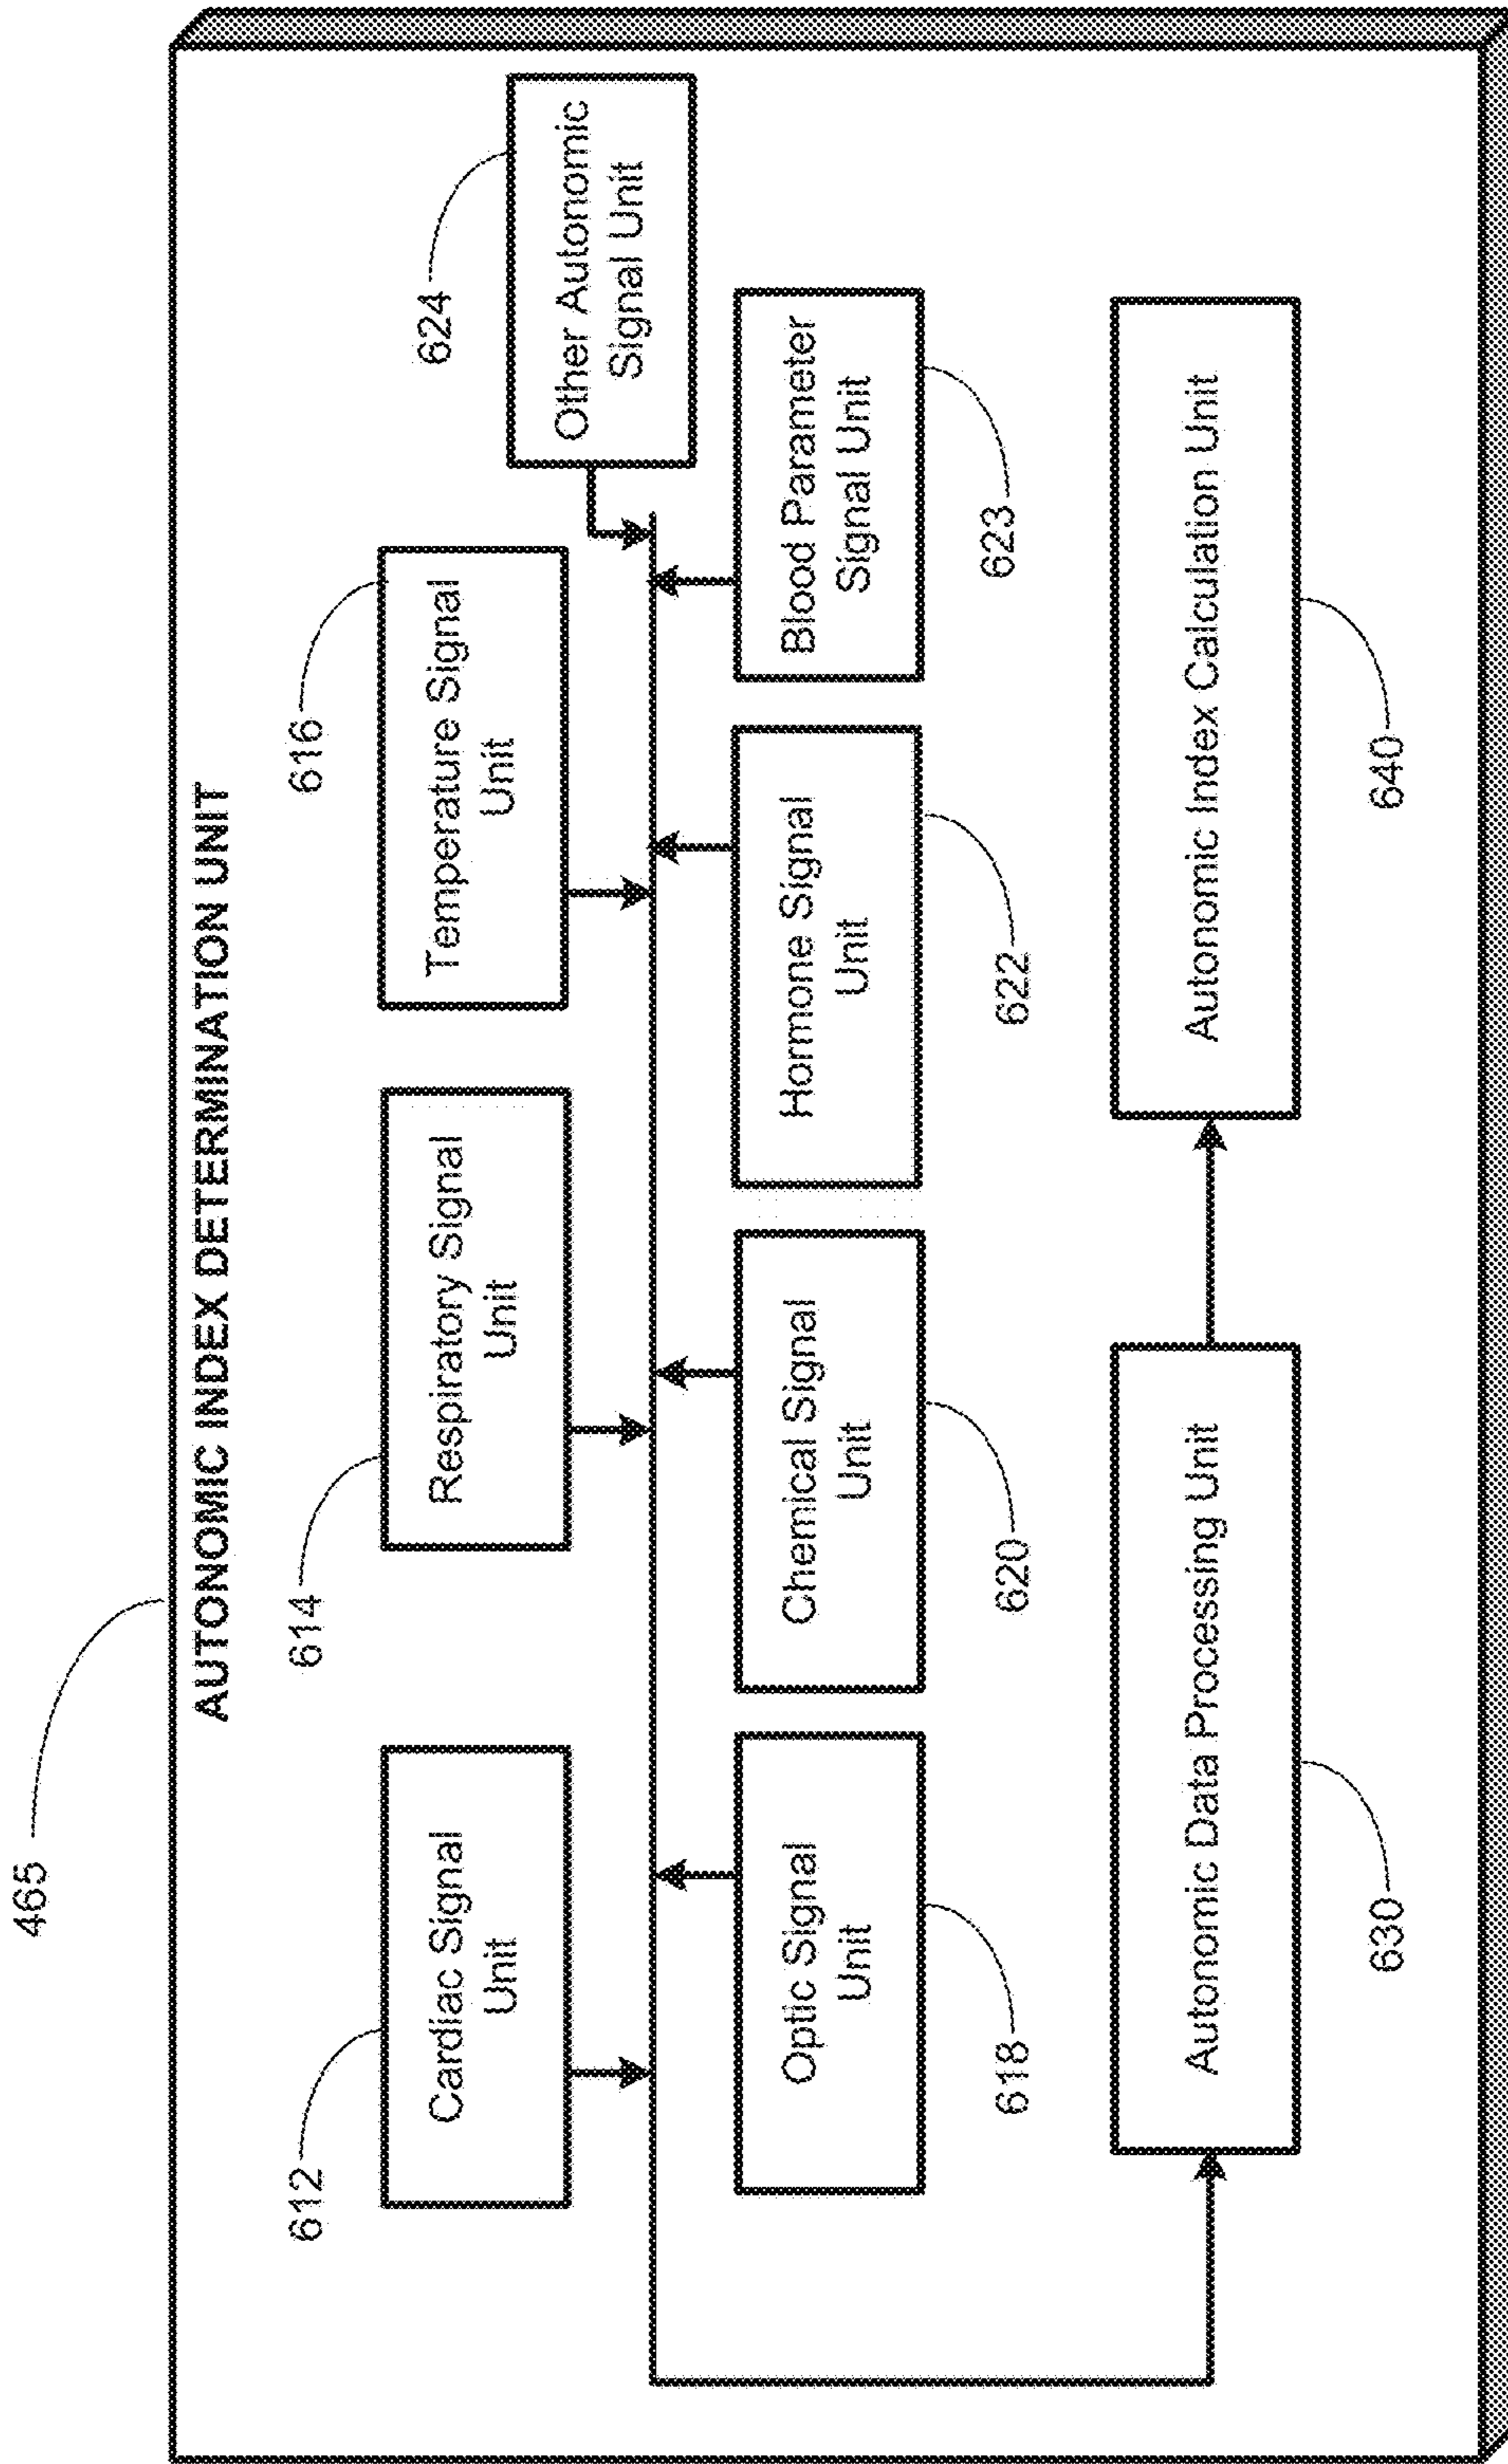 465
AUTONOMIC INDEX DETERMINATION UNIT
612
Cardiac Signal
Unit
614
Respiratory Signal
Unit
616
Temperature Signal
Unit
624
Other Autonomic
Signal Unit
Optic Signal
Unit
618
Chemical Signal
Unit
620
Hormone Signal
Unit
622
Blood Parameter
Signal Unit
623
Autonomic Data Processing Unit
630
Autonomic Index Calculation Unit
640